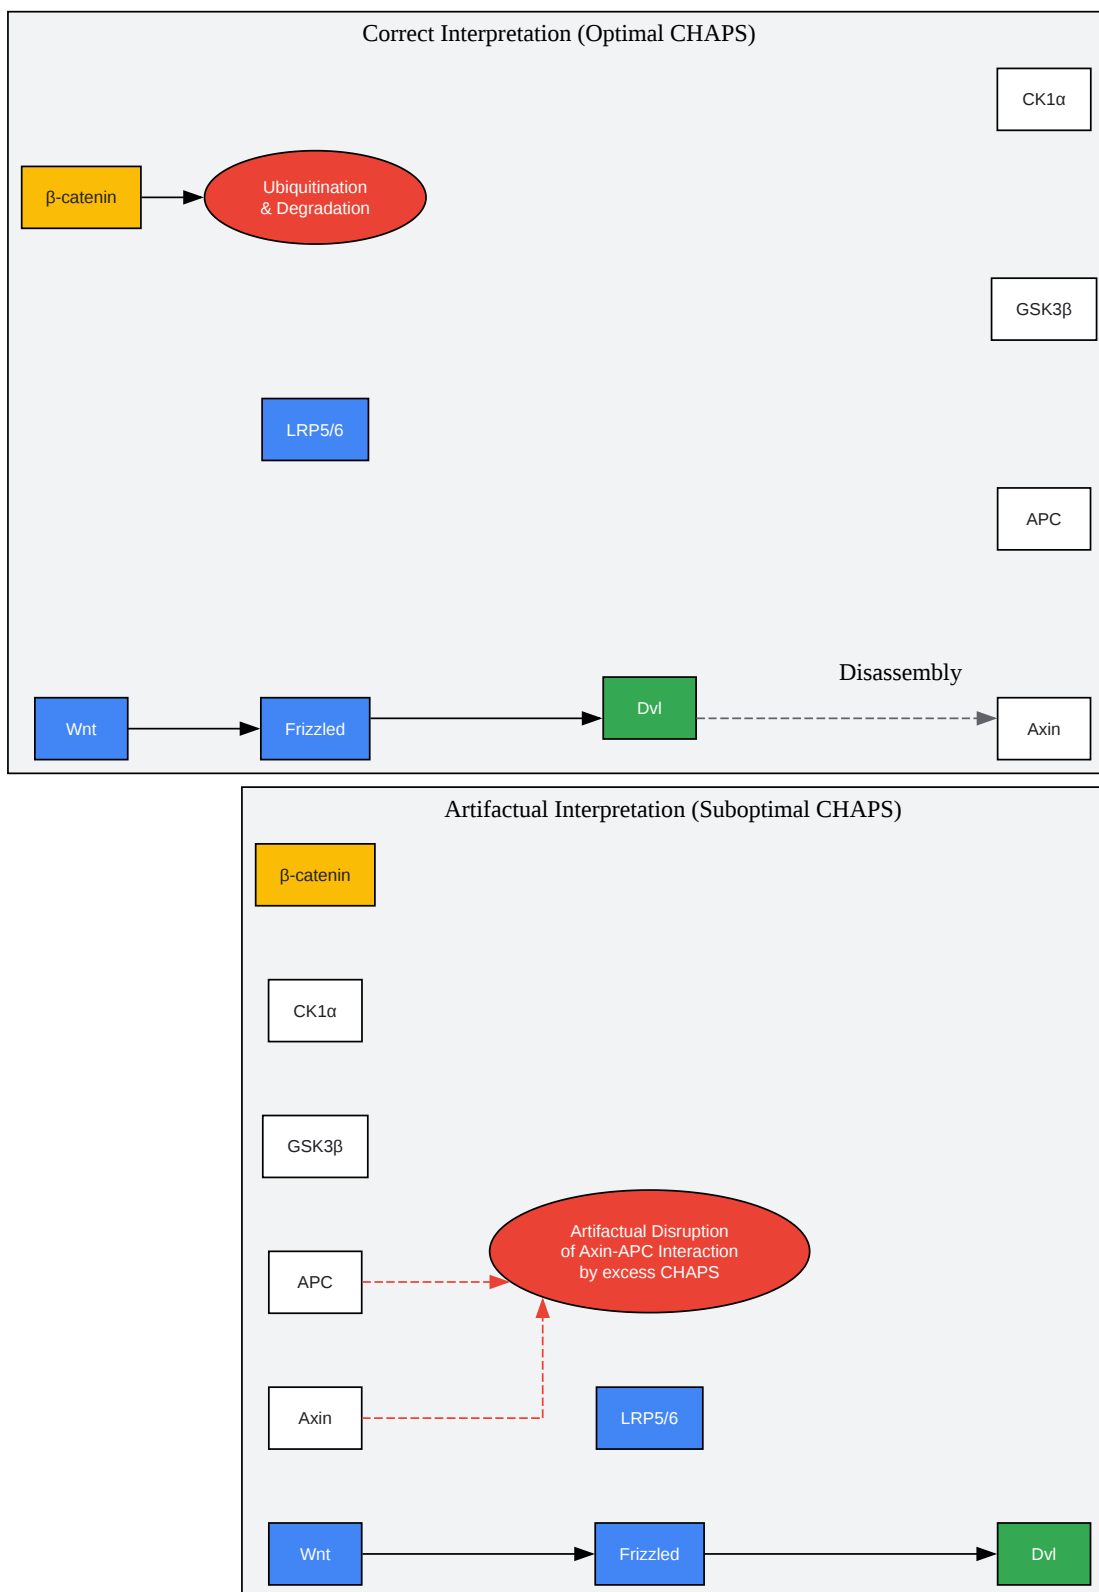 Correct Interpretation (Optimal CHAPS)
CK1α
β-catenin
Ubiquitination
& Degradation
GSK3β
LRP5/6
APC
Disassembly
Wnt
Frizzled
Dvl
Axin
Artifactual Interpretation (Suboptimal CHAPS)
β-catenin
CK1α
GSK3β
APC
Artifactual Disruption
of Axin-APC Interaction
by excess CHAPS
Axin
LRP5/6
Wnt
Frizzled
Dvl